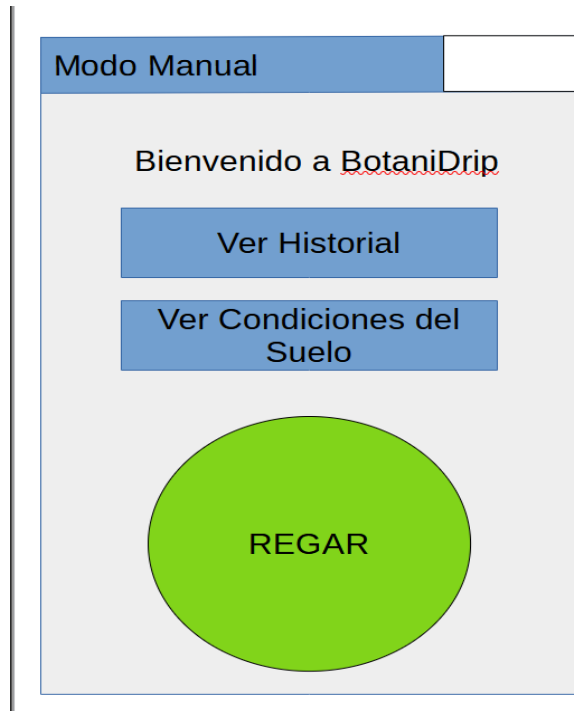 Modo Manual
Bienvenido a BotaniDrip
Ver Historial
Ver Condiciones del
Suelo
REGAR